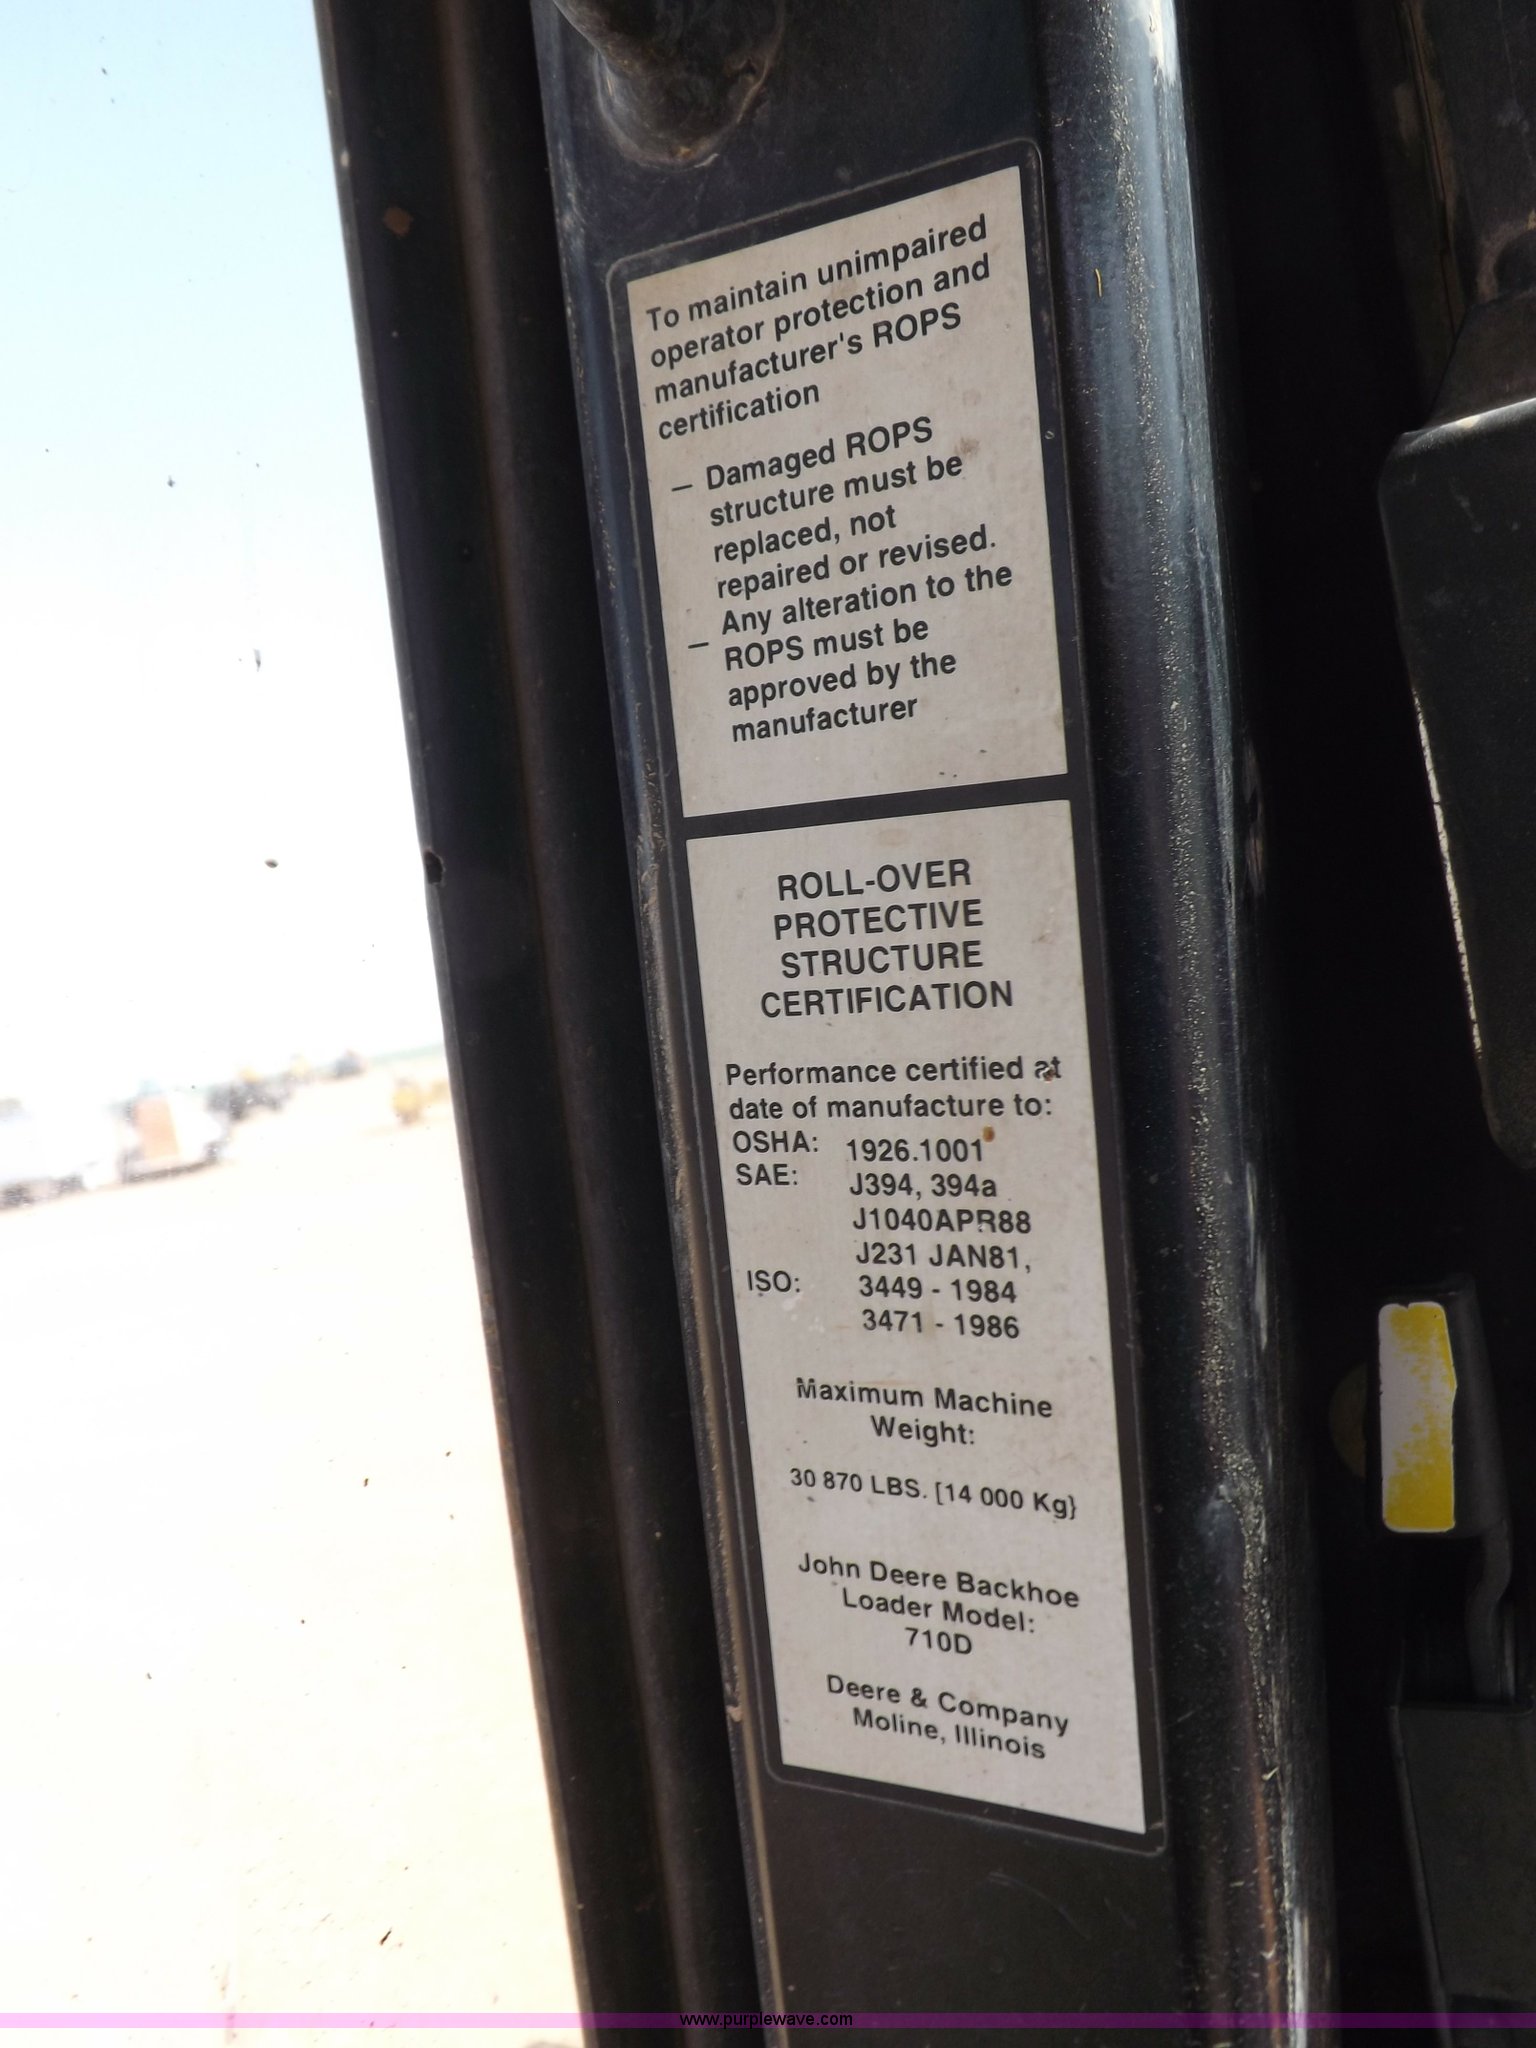 To maintain unimpaired
operator protection and
manufacturer's ROPS
certification
– Damaged ROPS
structure must be
replaced, not
repaired or revised.
– Any alteration to the
ROPS must be
approved by the
manufacturer
ROLL-OVER
PROTECTIVE
STRUCTURE
CERTIFICATION
Performance certified at
date of manufacture to:
OSHA: 1926.1001
SAE: J394, 394a
J1040APR88
J231 JAN81,
ISO: 3449 - 1984
3471 - 1986
Maximum Machine
Weight:
30 870 LBS. [14 000 Kg}
John Deere Backhoe
Loader Model:
710D
Deere & Company
Moline, Illinois
www.purplewave.com